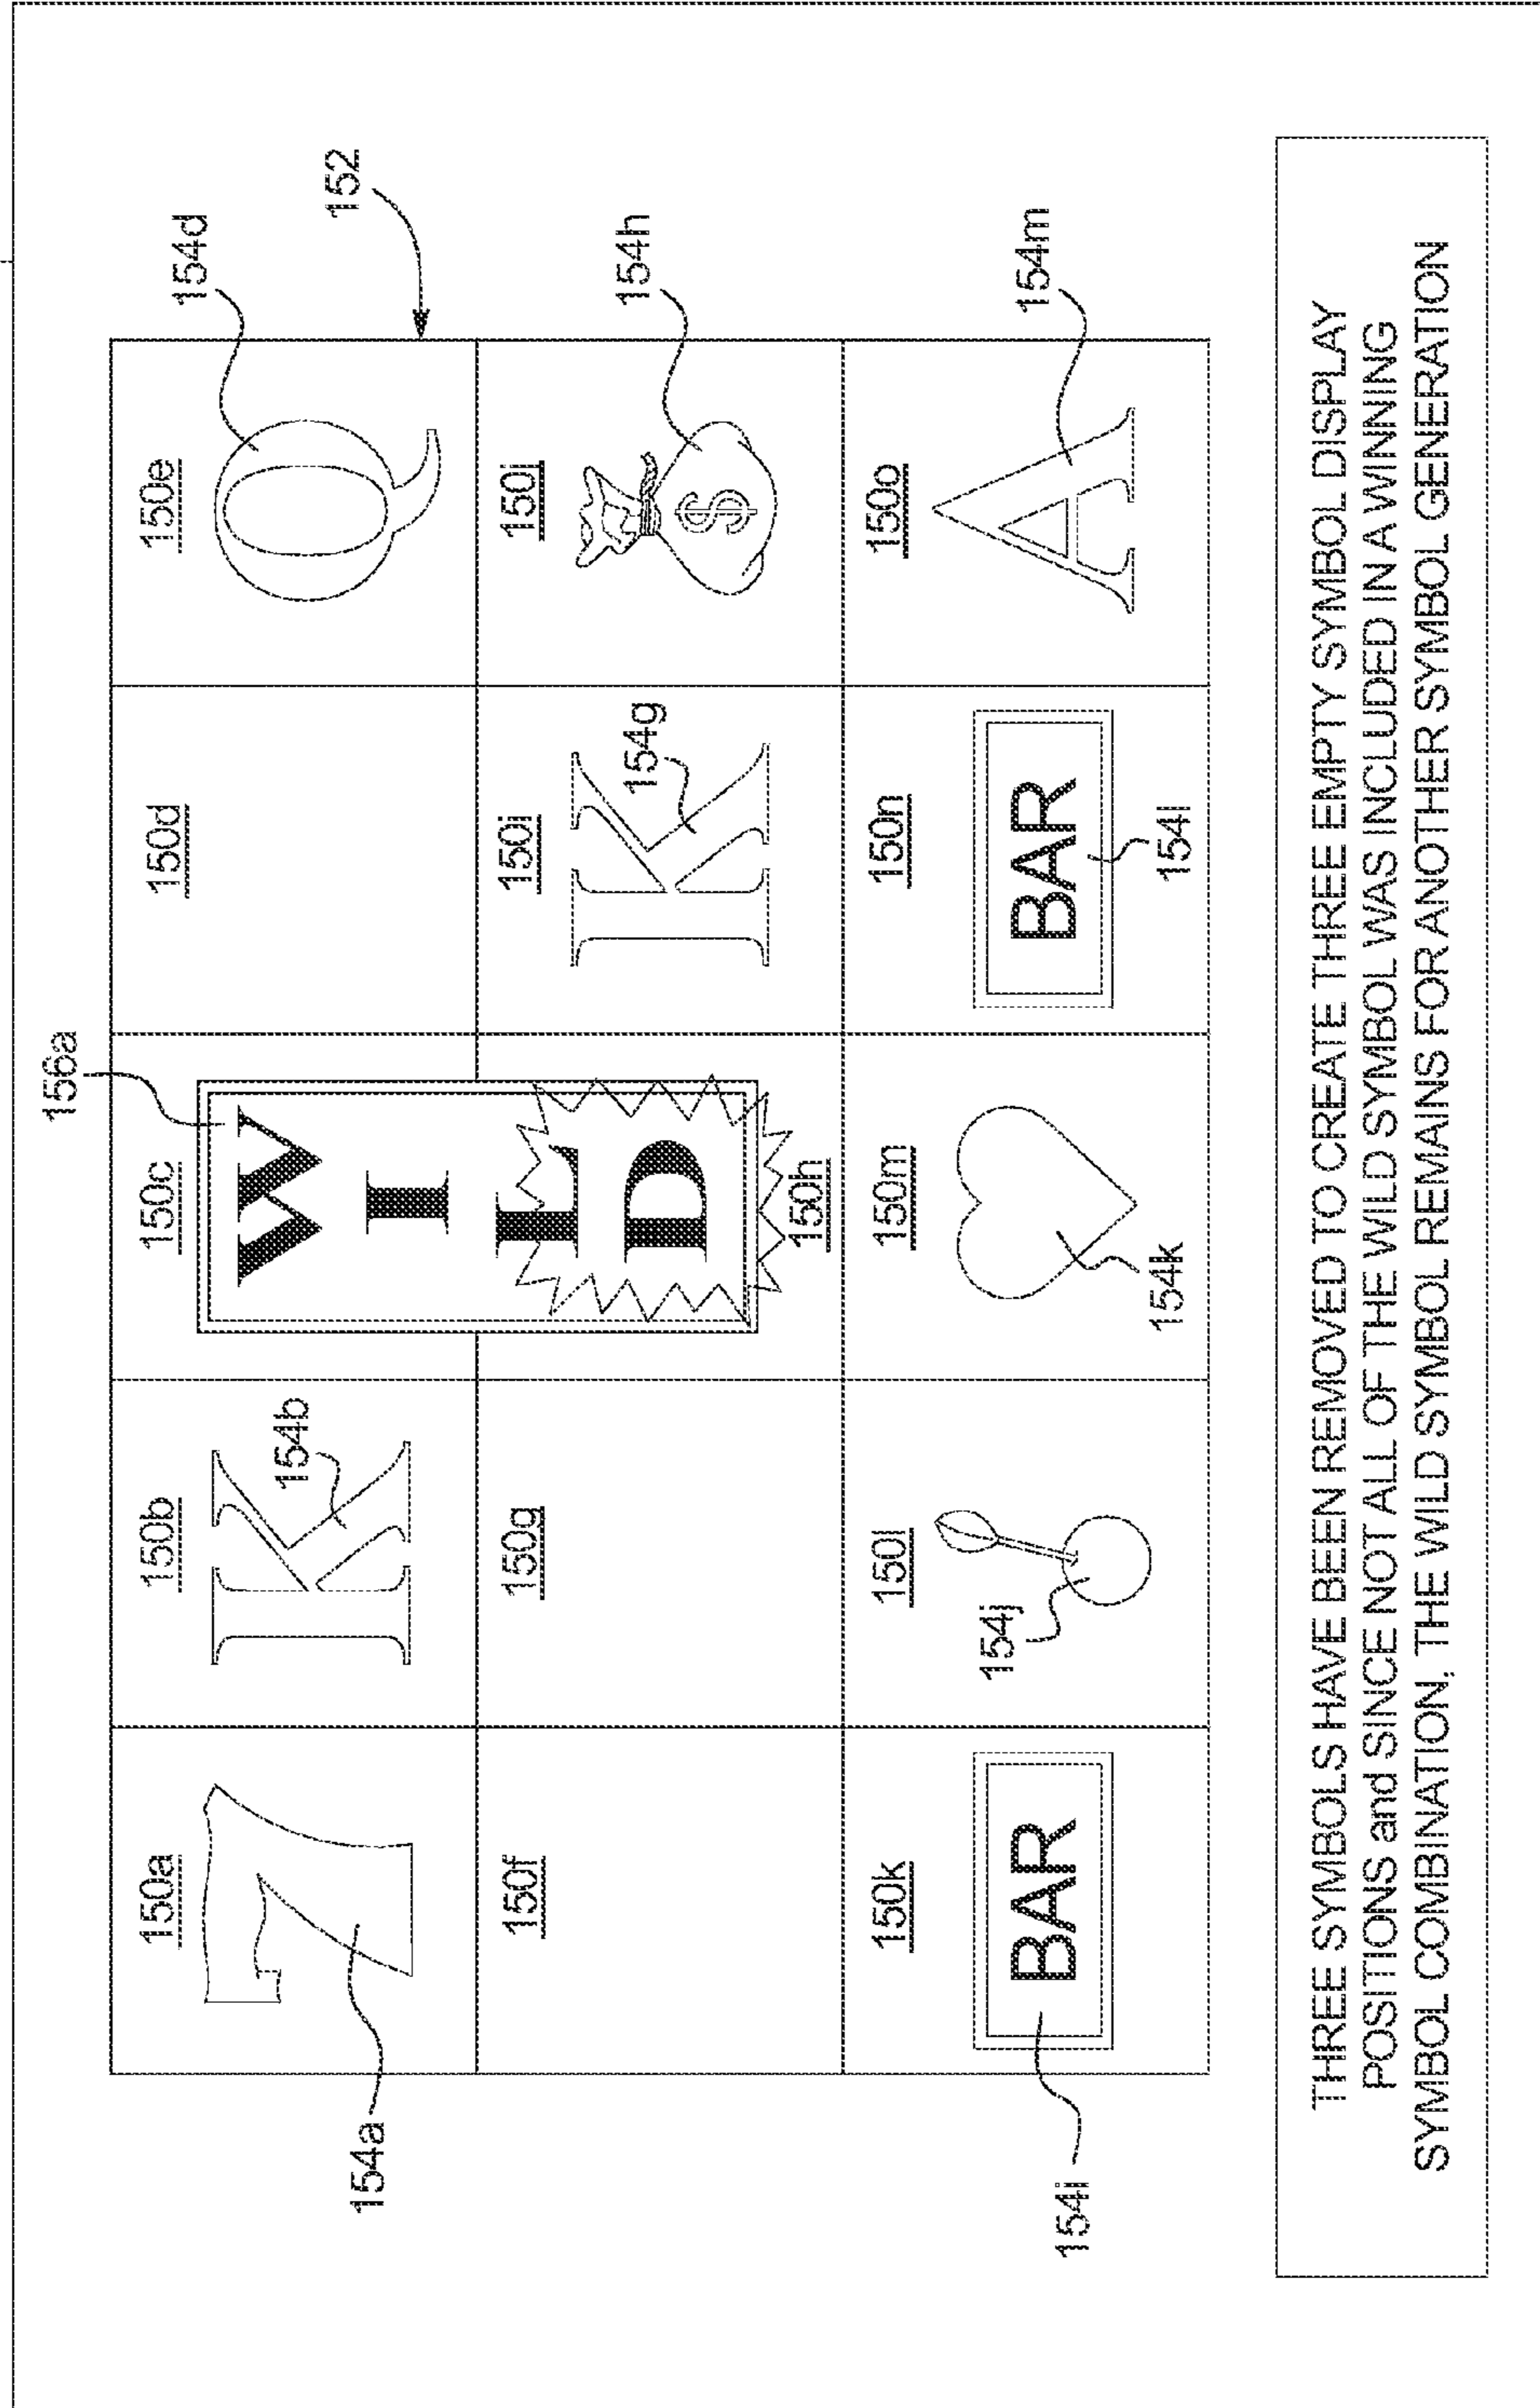 156a
150a
150b
150c
150d
150e
154d
7
K
Q
154b
152
154a
W
I
L
D
150f
150g
150h
150i
150j
154h
K
$
154g
150k
150l
150m
150n
150o
154m
BAR
BAR
A
154j
154i
154k
154l
THREE SYMBOLS HAVE BEEN REMOVED TO CREATE THREE EMPTY SYMBOL DISPLAY
POSITIONS and SINCE NOT ALL OF THE WILD SYMBOL WAS INCLUDED IN A WINNING
SYMBOL COMBINATION, THE WILD SYMBOL REMAINS FOR ANOTHER SYMBOL GENERATION